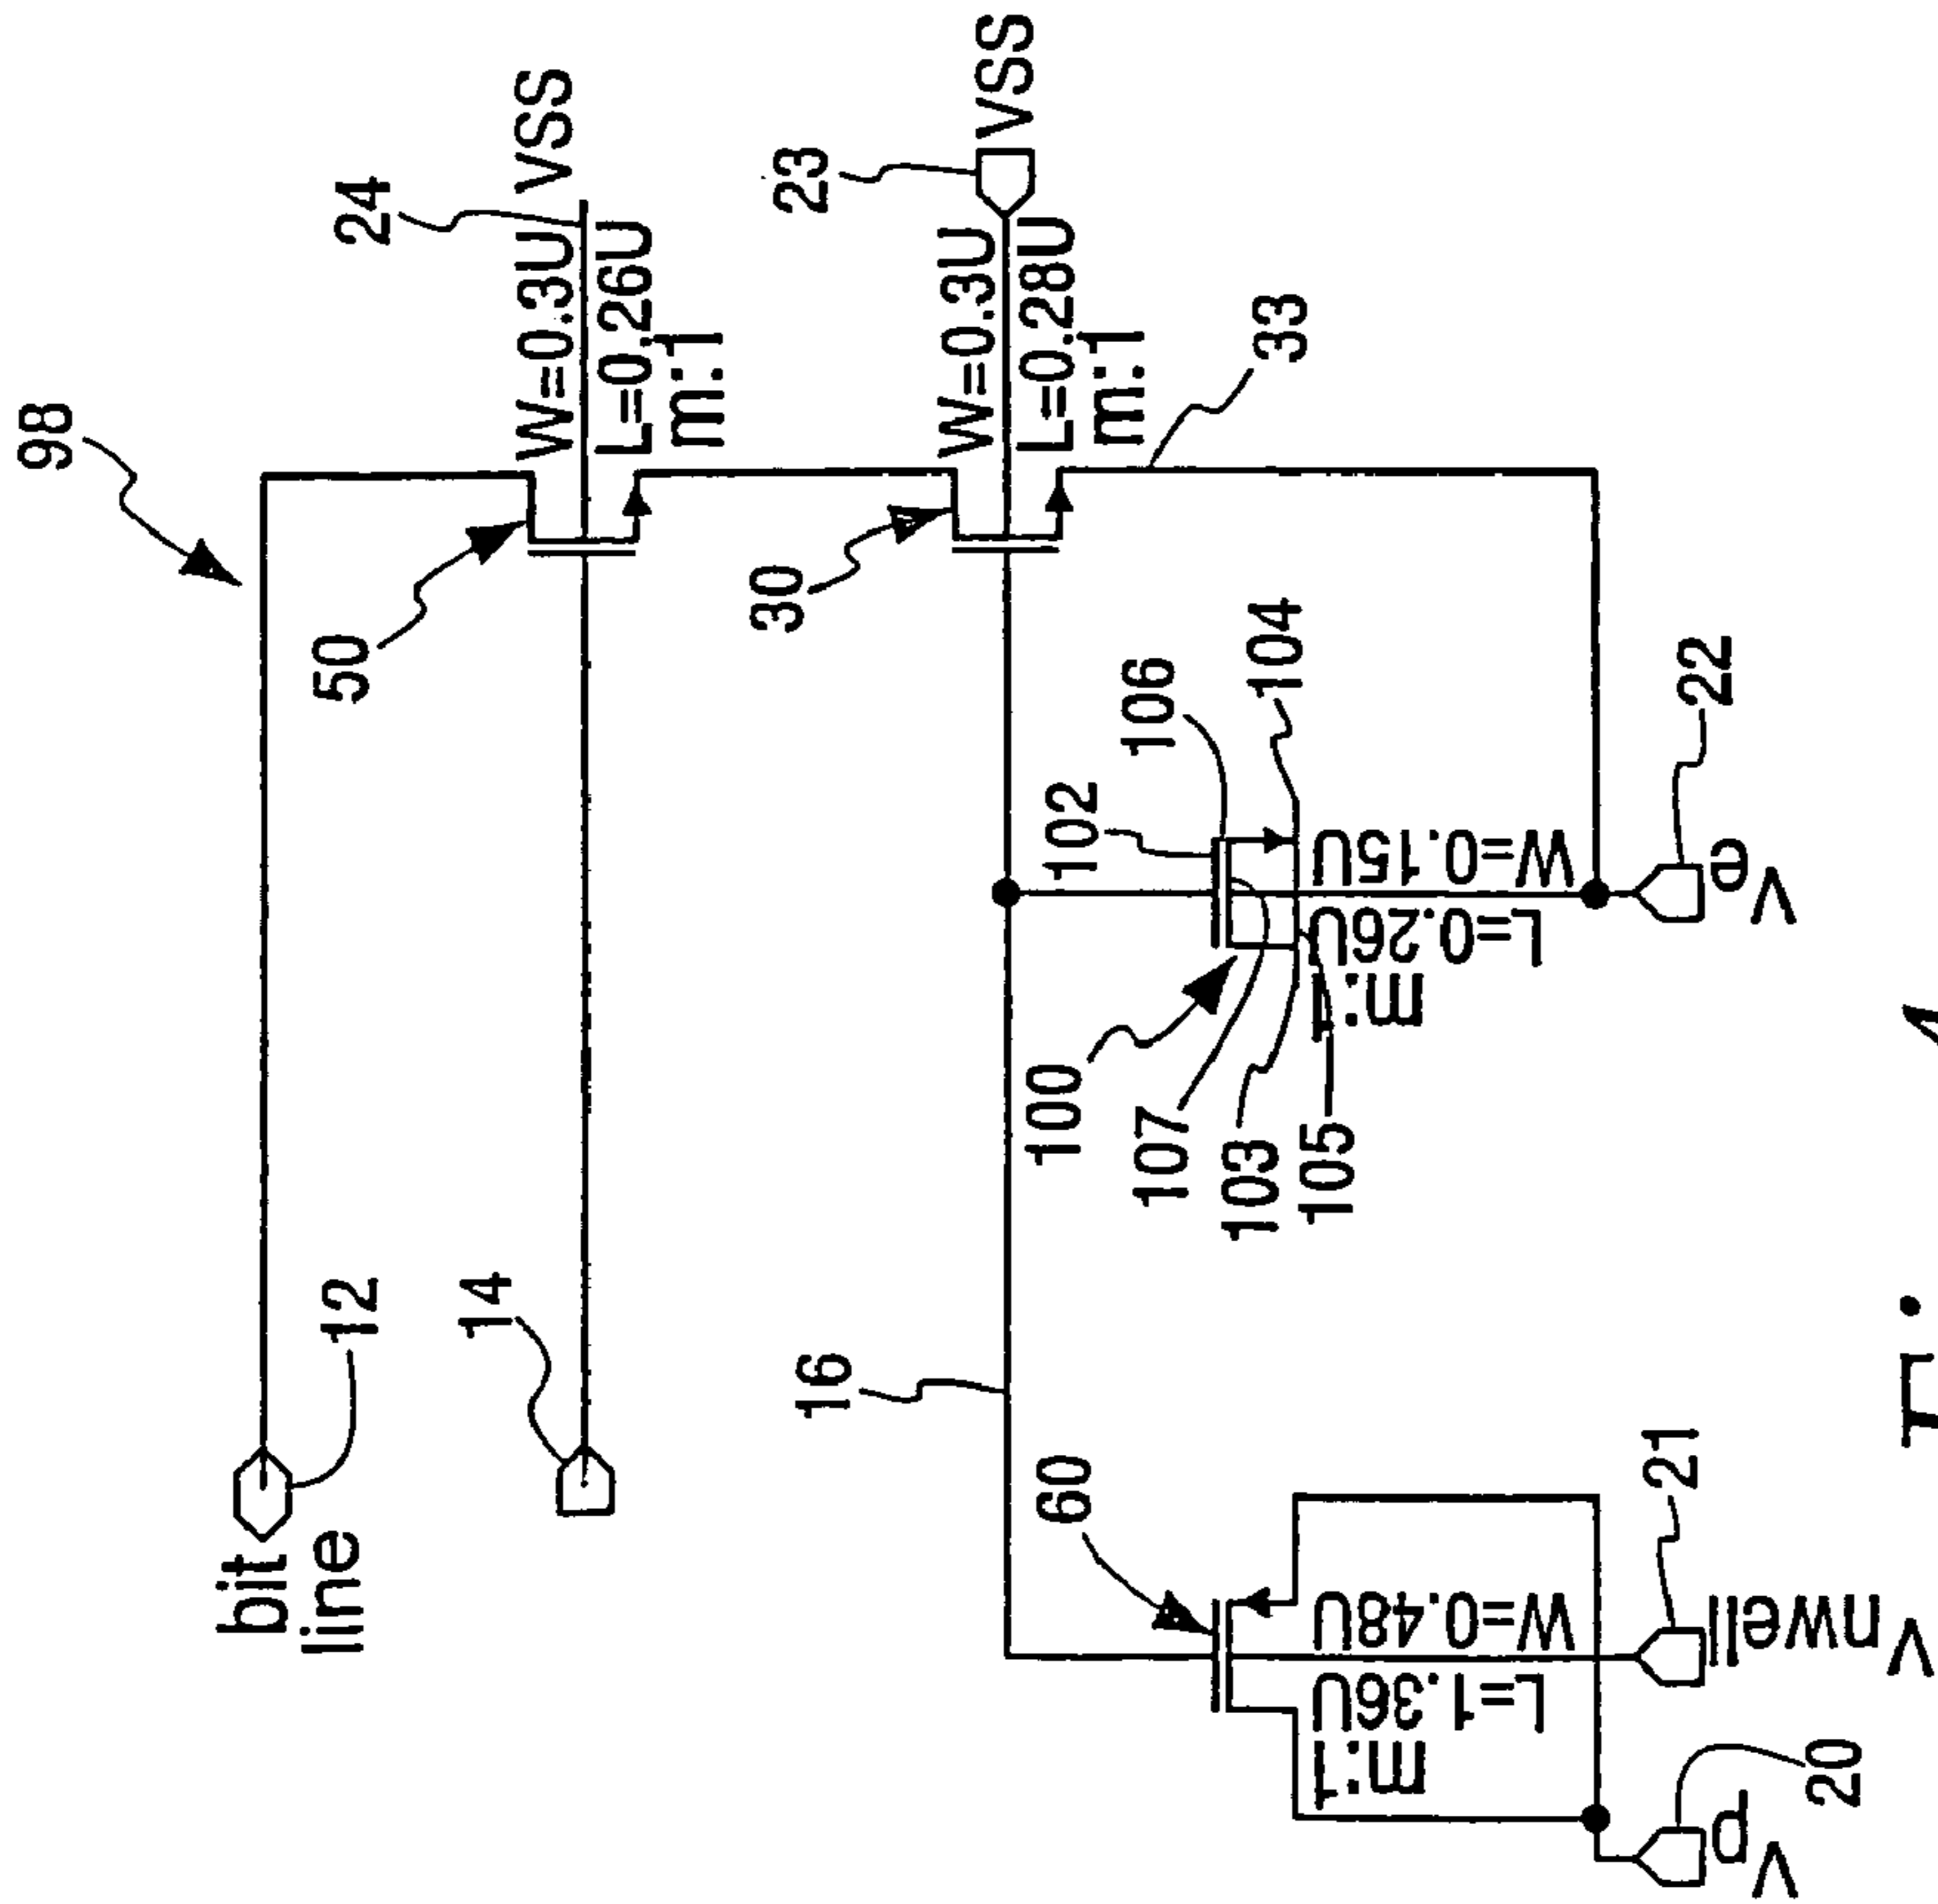 98
bit
line
12
14
50
24
VSS
W=0.3U
L=0.26U
m:1
30
23
VSS
W=0.3U
L=0.28U
m:1
33
16
60
W=0.48U
L=1.36U
m:1
100
102
106
104
107
103
105
W=0.15U
L=0.26U
m:1
Vp
20
Vnwell
21
Ve
22